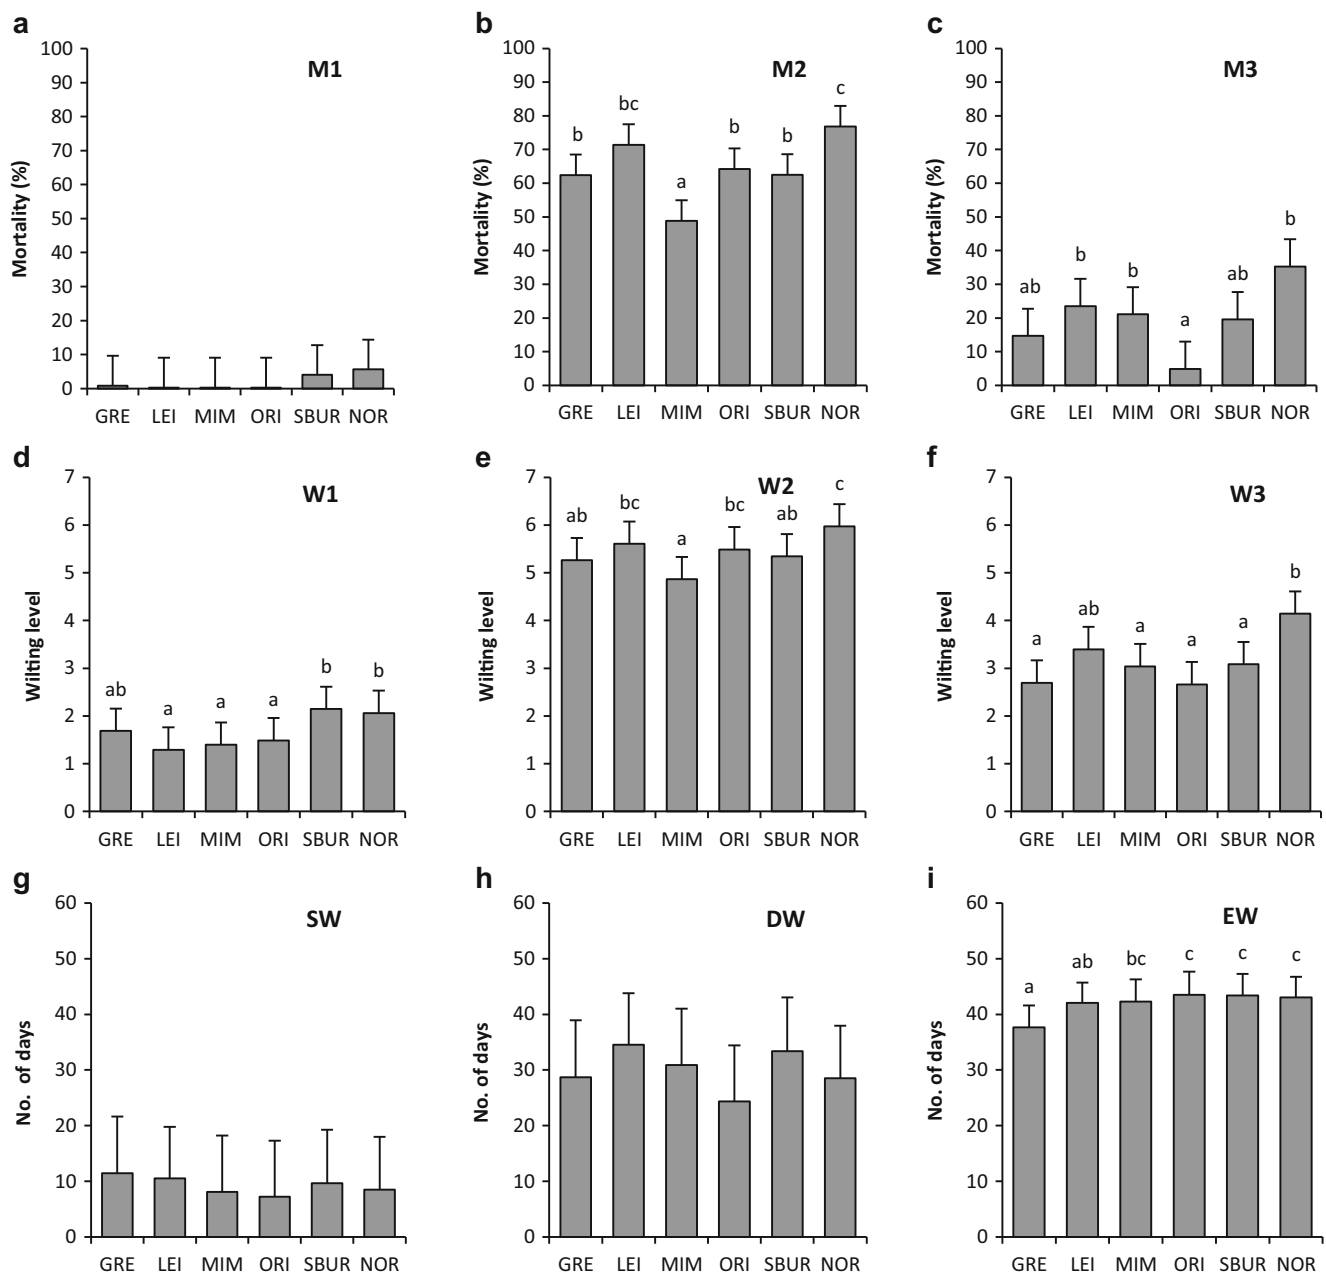 a
M1
Mortality (%)
100
90
80
70
60
50
40
30
20
10
0
GRE LEI MIM ORI SBUR NOR
b
M2
Mortality (%)
100
90
80
70
60
50
40
30
20
10
0
b bc a b b c
GRE LEI MIM ORI SBUR NOR
c
M3
Mortality (%)
100
90
80
70
60
50
40
30
20
10
0
ab b b a ab b
GRE LEI MIM ORI SBUR NOR
d
W1
Wilting level
7
6
5
4
3
2
1
0
ab a a a b b
GRE LEI MIM ORI SBUR NOR
e
W2
Wilting level
7
6
5
4
3
2
1
0
ab bc a bc ab c
GRE LEI MIM ORI SBUR NOR
f
W3
Wilting level
7
6
5
4
3
2
1
0
a ab a a a b
GRE LEI MIM ORI SBUR NOR
g
SW
No. of days
60
50
40
30
20
10
0
GRE LEI MIM ORI SBUR NOR
h
DW
No. of days
60
50
40
30
20
10
0
GRE LEI MIM ORI SBUR NOR
i
EW
No. of days
60
50
40
30
20
10
0
a ab bc c c c
GRE LEI MIM ORI SBUR NOR